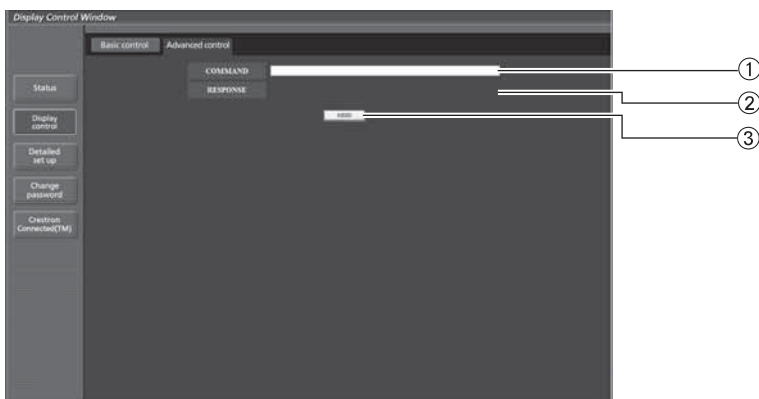 Display Control Window
Basic control Advanced control
COMMAND
RESPONSE
Status
Display
control
Detailed
set up
Change
password
Crestron
Connected(TM)
①
②
③